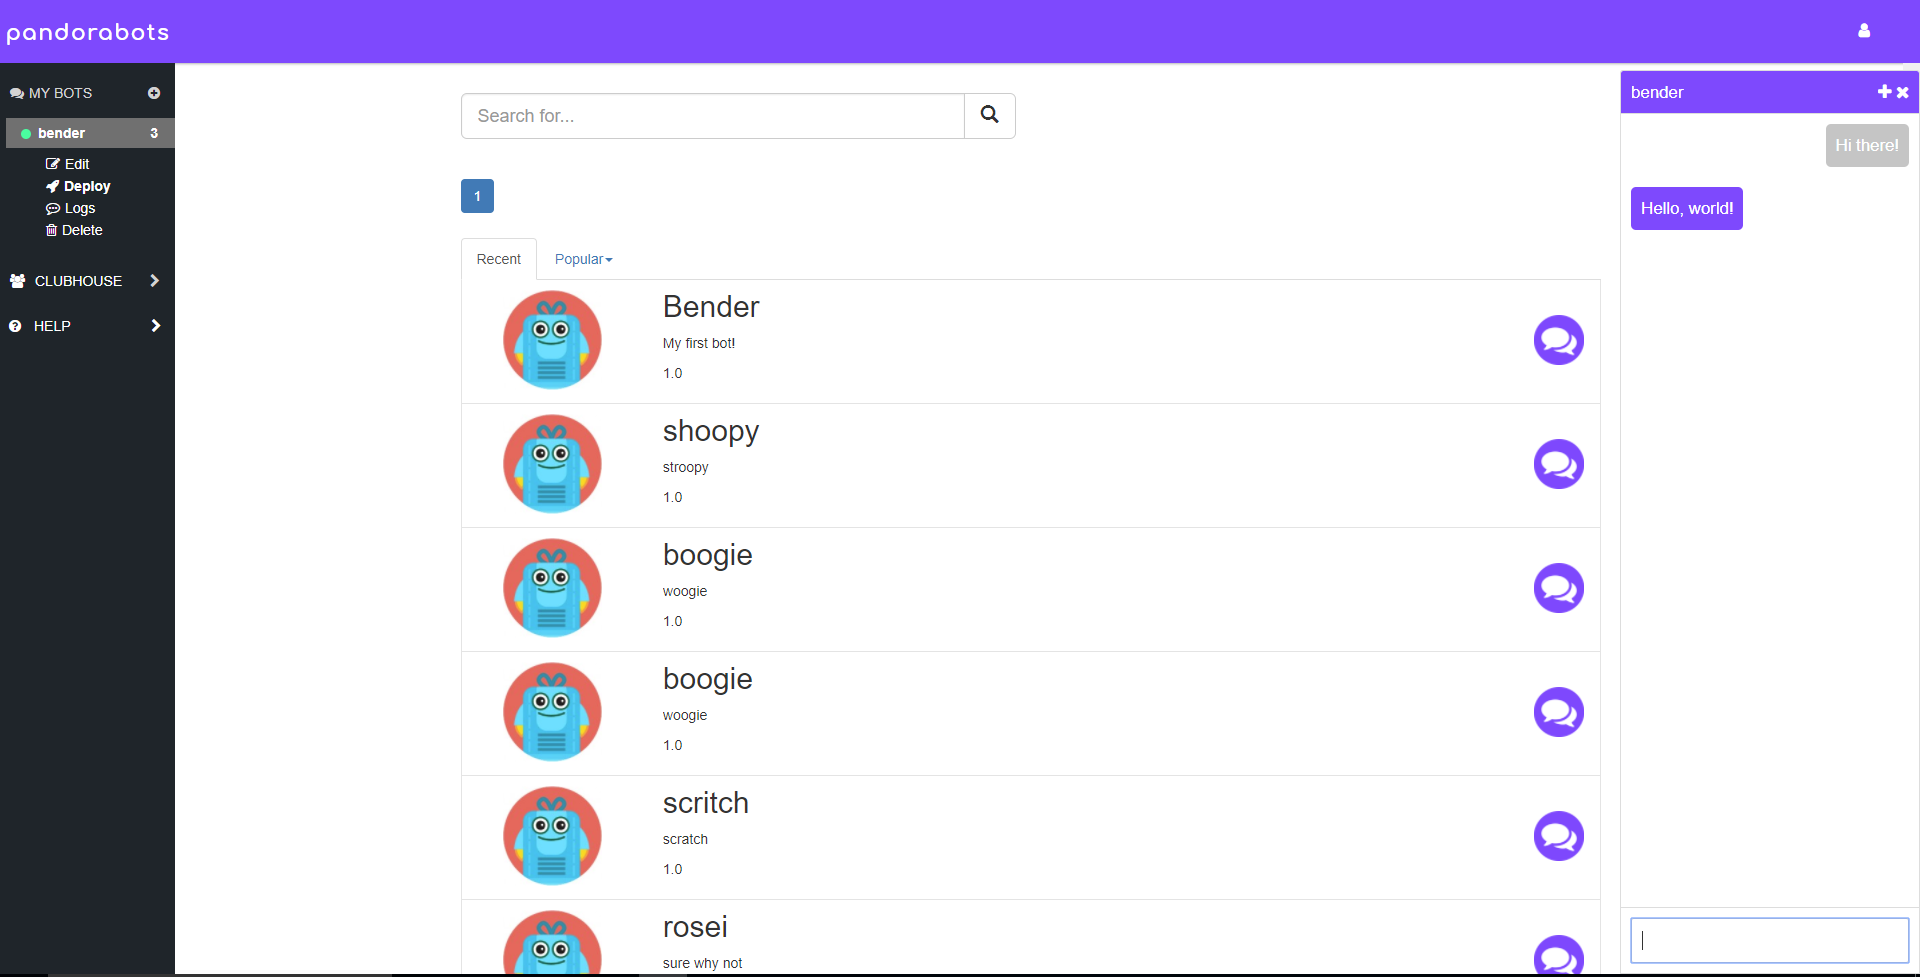 pandorabots
MY BOTS
bender 3
Edit
Deploy
Logs
Delete
CLUBHOUSE
HELP
Search for...
1
Recent Popular
Bender
My first bot!
1.0
shoopy
stroopy
1.0
boogie
woogie
1.0
boogie
woogie
1.0
scritch
scratch
1.0
rosei
sure why not
bender
Hi there!
Hello, world!